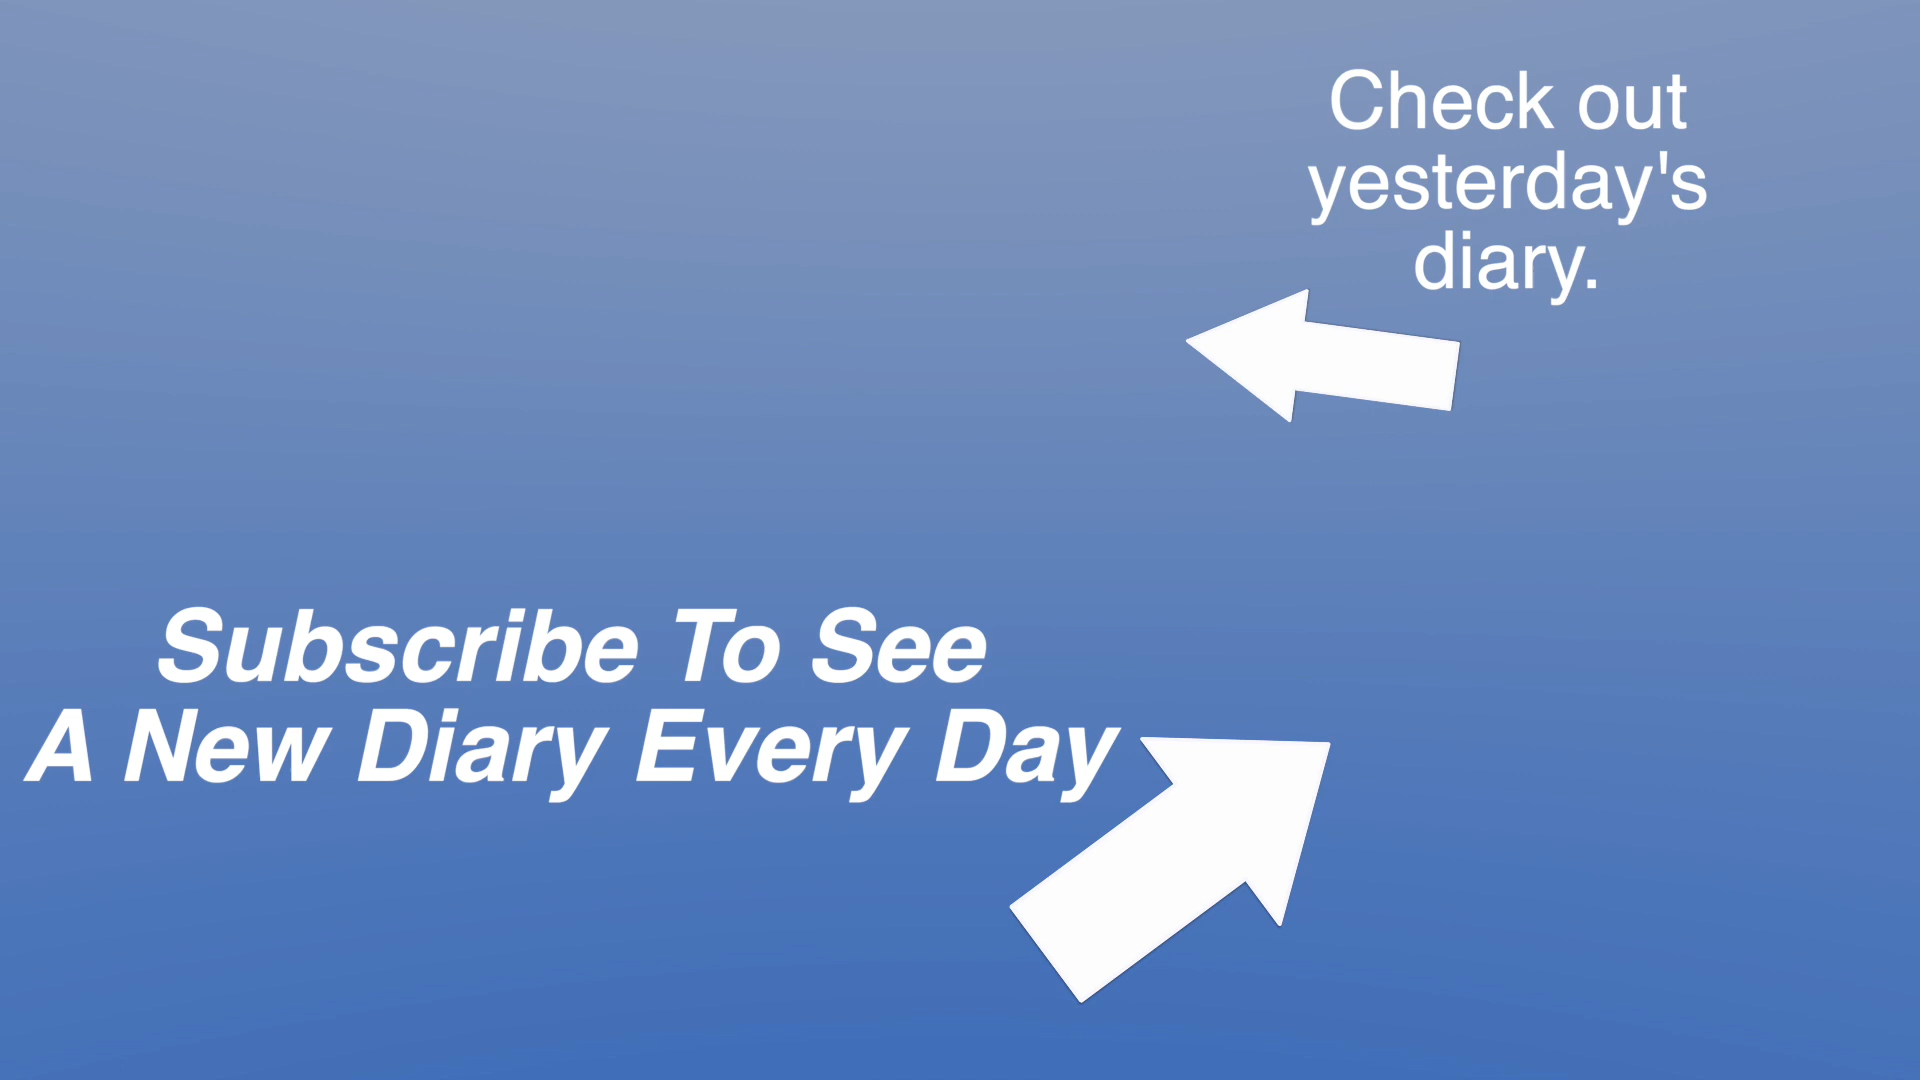 Check out
yesterday's
diary.
Subscribe To See
A New Diary Every Day